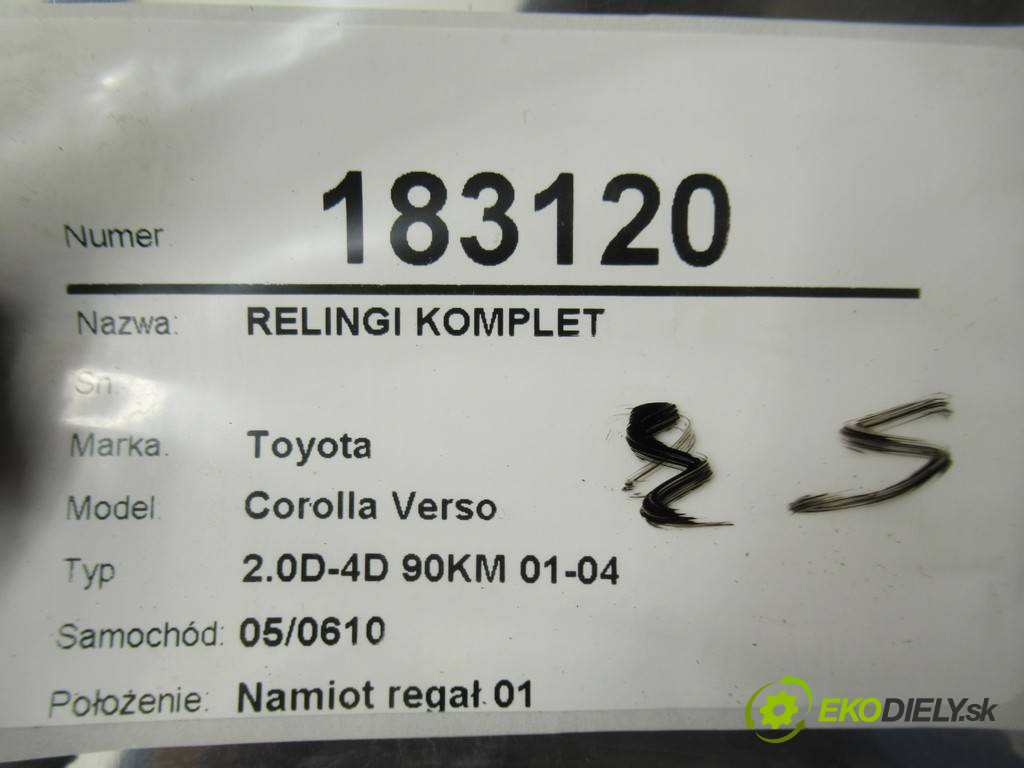 Numer 183120
Nazwa: RELINGI KOMPLET
Sn:
Marka: Toyota
Model: Corolla Verso
Typ 2.0D-4D 90KM 01-04
Samochód: 05/0610
Położenie: Namiot regał 01
EKODIELY.sk